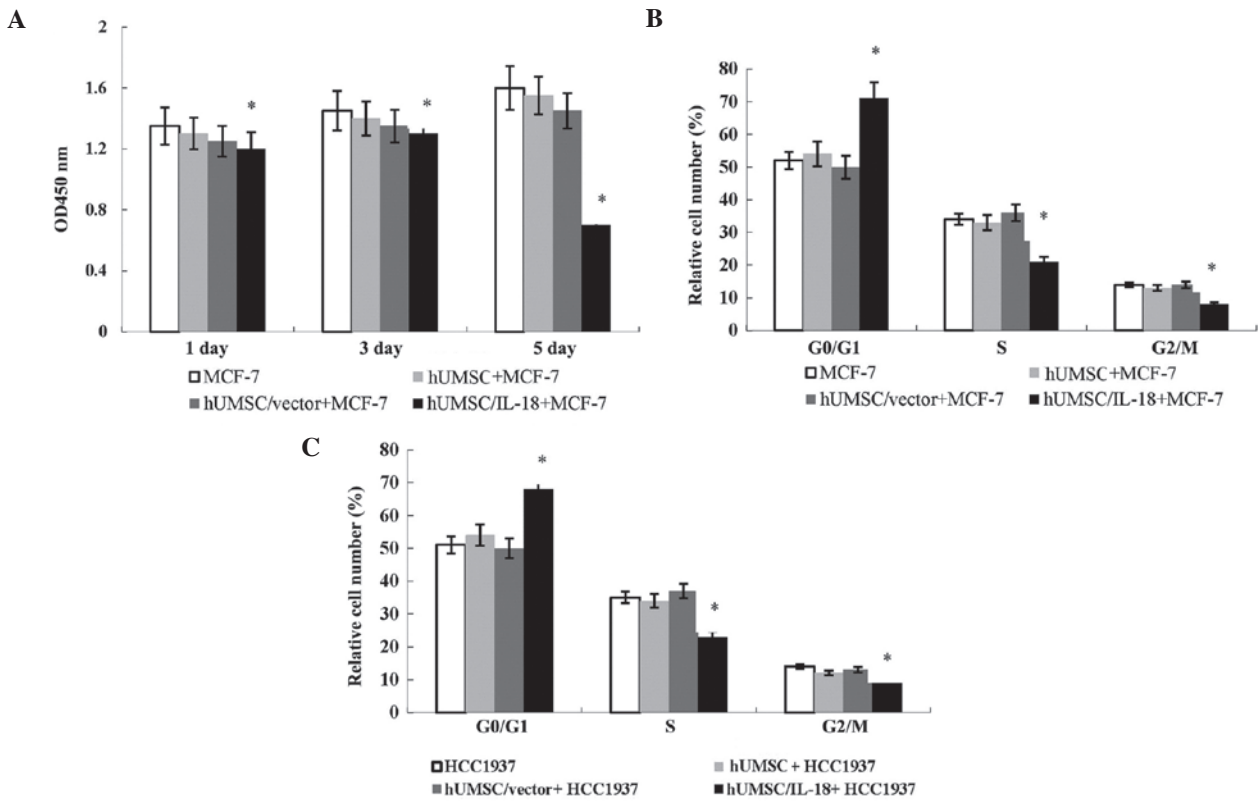 A
OD450 nm
2
1.6
1.2
0.8
0.4
0
*
*
*
1 day 3 day 5 day
MCF-7 hUMSC+MCF-7
hUMSC/vector+MCF-7 hUMSC/IL-18+MCF-7
B
Relative cell number (%)
80
70
60
50
40
30
20
10
0
*
*
*
G0/G1 S G2/M
MCF-7 hUMSC+MCF-7
hUMSC/vector+MCF-7 hUMSC/IL-18+MCF-7
C
Relative cell number (%)
80
70
60
50
40
30
20
10
0
*
*
*
G0/G1 S G2/M
HCC1937 hUMSC + HCC1937
hUMSC/vector+ HCC1937 hUMSC/IL-18+ HCC1937